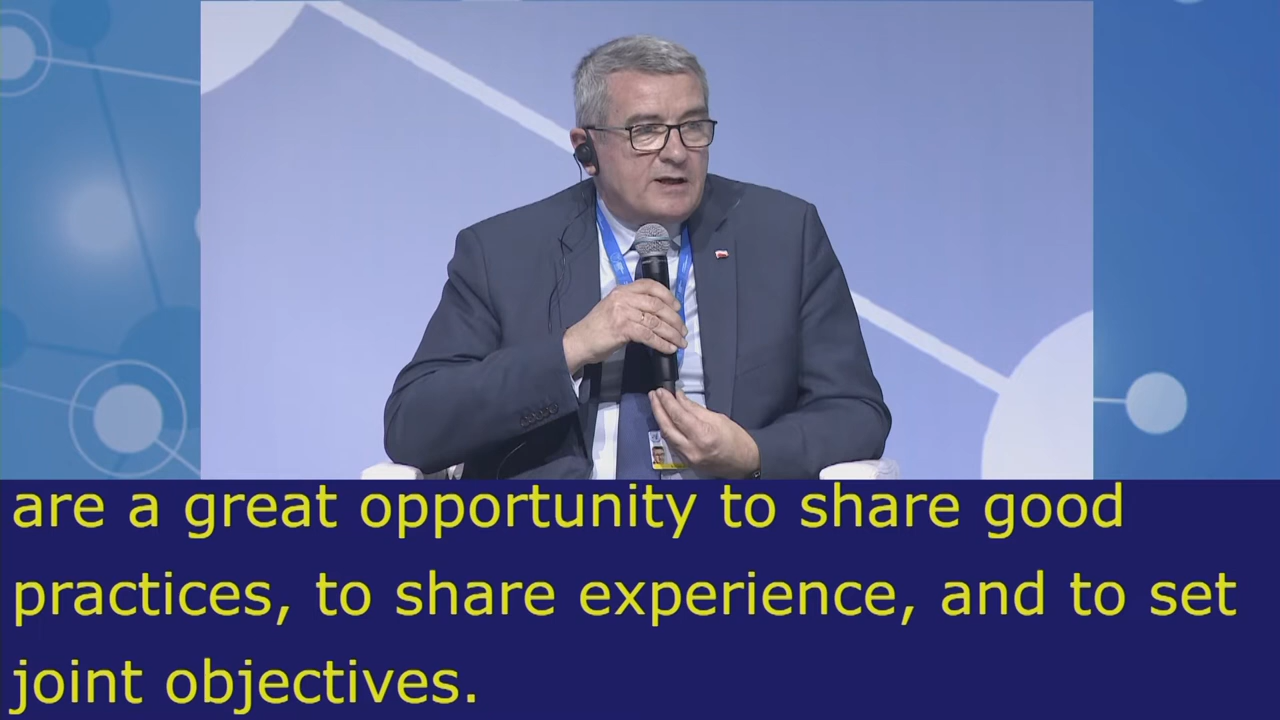 are a great opportunity to share good
practices, to share experience, and to set
joint objectives.